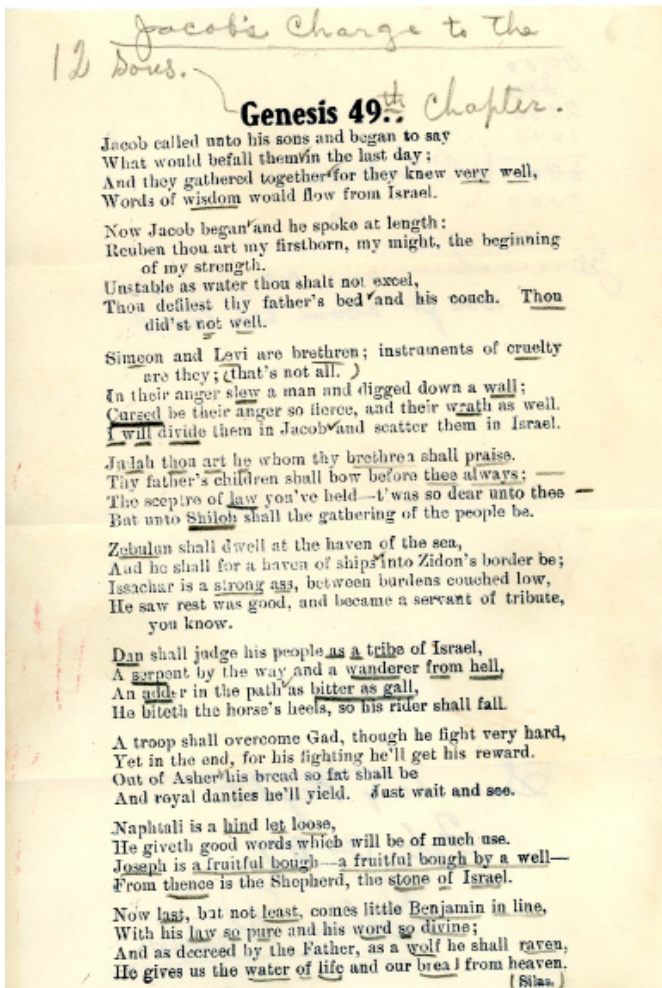 Jacob's Charge to the
12 Sons.
Genesis 49.th Chapter.
Jacob called unto his sons and began to say
What would befall them in the last day;
And they gathered together for they knew very well,
Words of wisdom would flow from Israel.
Now Jacob began and he spoke at length:
Reuben thou art my firstborn, my might, the beginning
of my strength.
Unstable as water thou shalt not excel,
Thou defilest thy father's bed and his couch. Thou
did'st not well.
Simeon and Levi are brethren; instruments of cruelty
are they; (that's not all. )
In their anger slew a man and digged down a wall;
Cursed be their anger so fierce, and their wrath as well.
I will divide them in Jacob and scatter them in Israel.
Judah thou art he whom thy brethren shall praise.
Thy father's children shall bow before thee always; —
The sceptre of law you've held—t'was so dear unto thee —
But unto Shiloh shall the gathering of the people be.
Zebulun shall dwell at the haven of the sea,
And he shall for a haven of ships into Zidon's border be;
Issachar is a strong ass, between burdens couched low,
He saw rest was good, and became a servant of tribute,
you know.
Dan shall judge his people as a tribe of Israel,
A serpent by the way and a wanderer from hell,
An adder in the path as bitter as gall,
He biteth the horse's heels, so his rider shall fall.
A troop shall overcome Gad, though he fight very hard,
Yet in the end, for his fighting he'll get his reward.
Out of Asher his bread so fat shall be
And royal danties he'll yield. Just wait and see.
Naphtali is a hind let loose,
He giveth good words which will be of much use.
Joseph is a fruitful bough—a fruitful bough by a well—
From thence is the Shepherd, the stone of Israel.
Now last, but not least, comes little Benjamin in line,
With his law so pure and his word so divine;
And as decreed by the Father, as a wolf he shall raven,
He gives us the water of life and our bread from heaven.
(Silas.